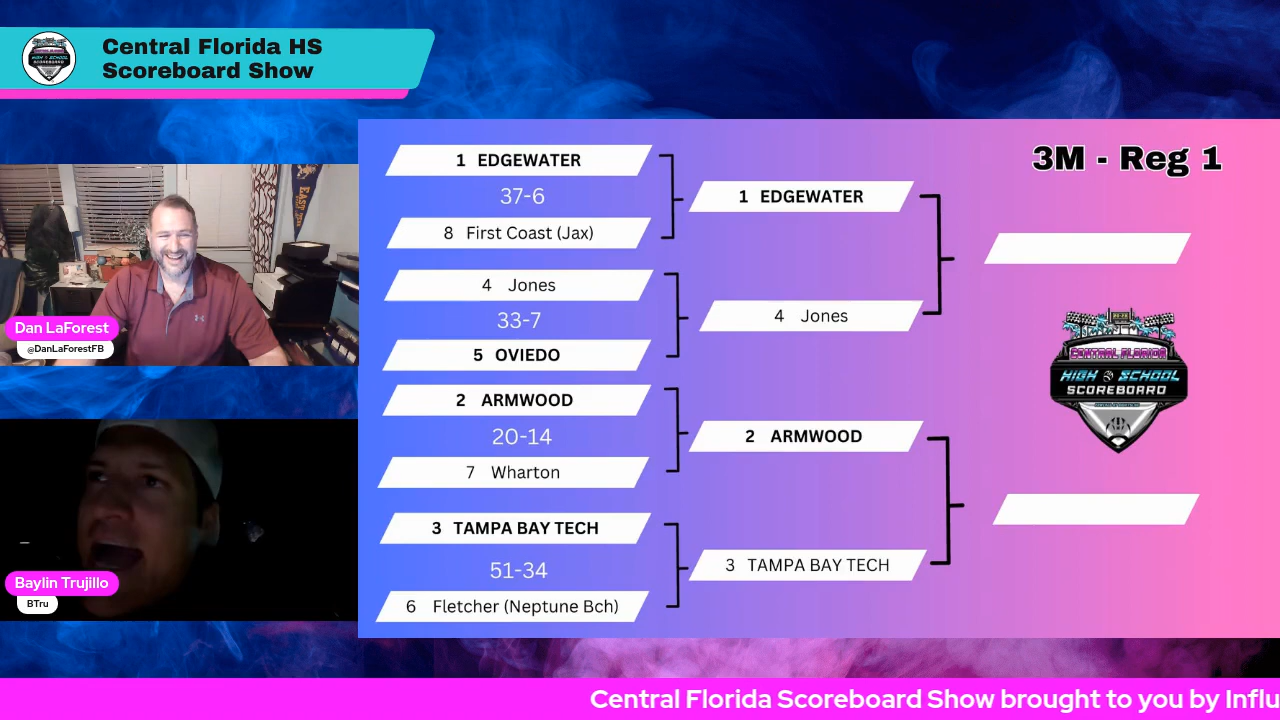 Central Florida HS
Scoreboard Show
3M - Reg 1
1 EDGEWATER
37-6
8 First Coast (Jax)
4 Jones
33-7
5 OVIEDO
2 ARMWOOD
20-14
7 Wharton
3 TAMPA BAY TECH
51-34
6 Fletcher (Neptune Bch)
1 EDGEWATER
4 Jones
2 ARMWOOD
3 TAMPA BAY TECH
CENTRAL FLORIDA
HIGH SCHOOL
SCOREBOARD
EAST
Dan LaForest
@DanLaForestFB
Baylin Trujillo
BTru
Central Florida Scoreboard Show brought to you by Influ